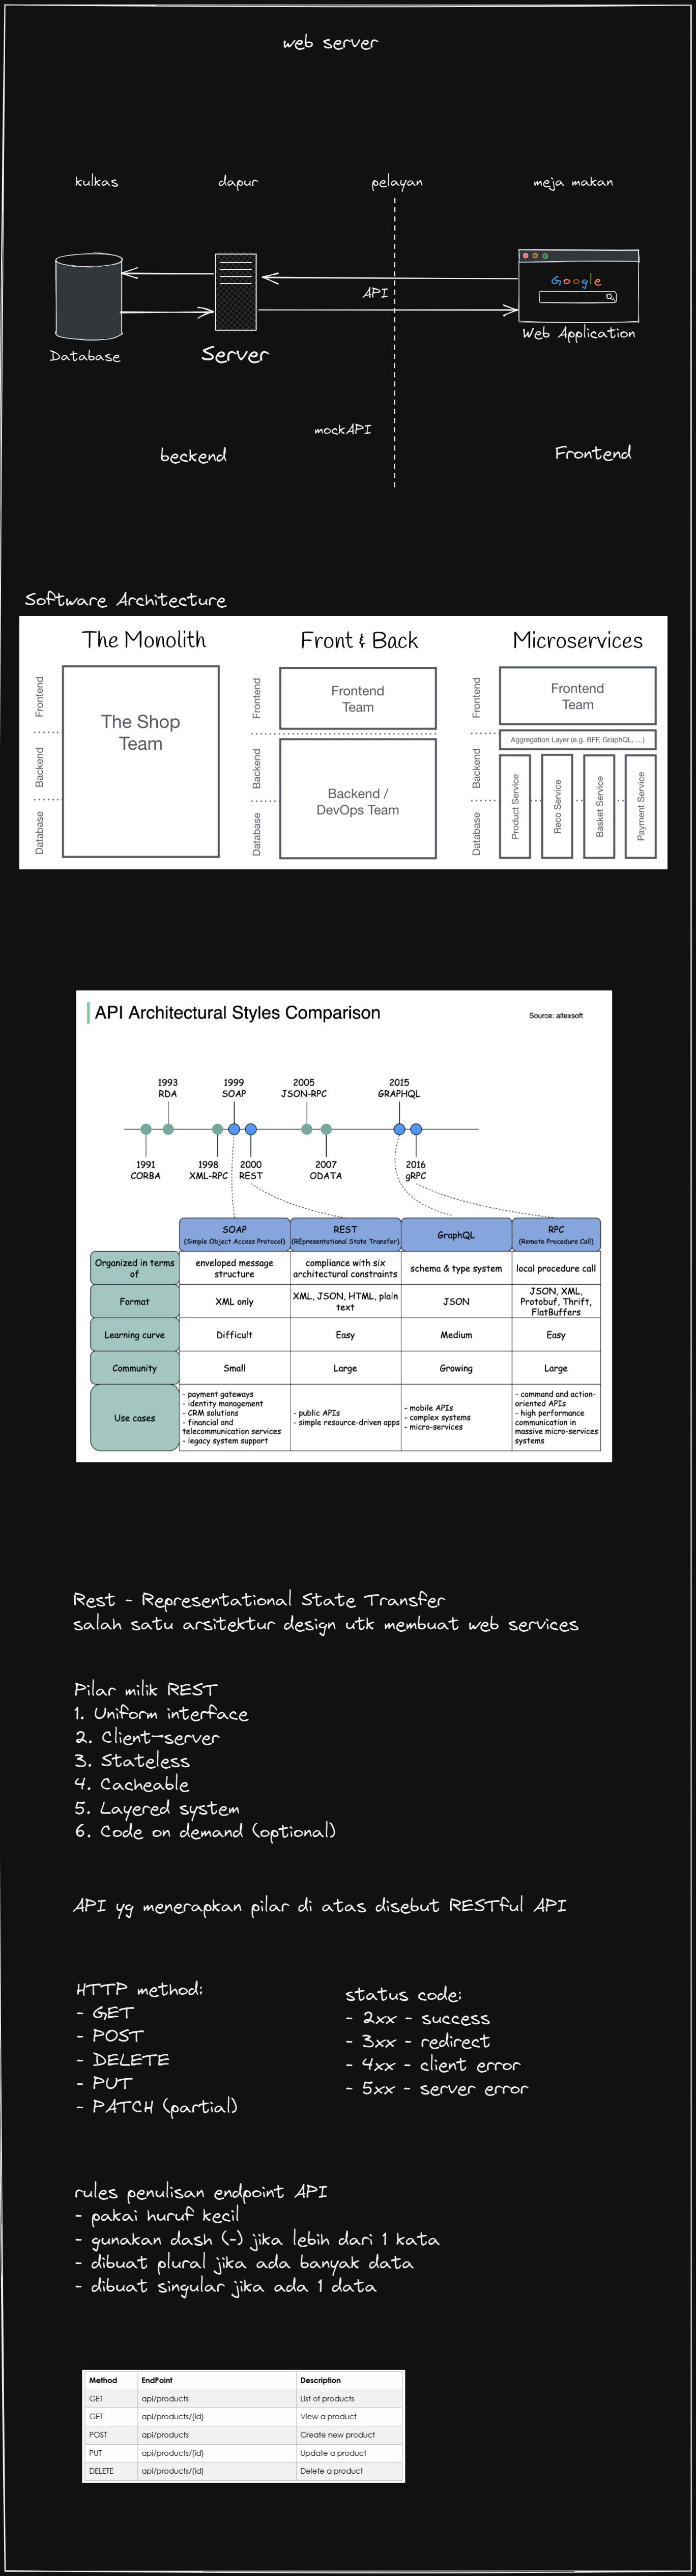 web server
kulkas
dapur
pelayan
meja makan
Google
API
Database
Server
Web Application
mockAPI
beckend
Frontend
Software Architecture
The Monolith
Frontend
Backend
Database
The Shop
Team
Front & Back
Frontend
Backend
Database
Frontend
Team
Backend /
DevOps Team
Microservices
Frontend
Backend
Database
Frontend
Team
Aggregation Layer (e.g. BFF, GraphQL, ...)
Product Service
Reco Service
Basket Service
Payment Service
API Architectural Styles Comparison
Source: altexsoft
1993
RDA
1999
SOAP
2005
JSON-RPC
2015
GRAPHQL
1991
CORBA
1998
XML-RPC
2000
REST
2007
ODATA
2016
gRPC
SOAP
(Simple Object Access Protocol)
REST
(REpresentational State Transfer)
GraphQL
RPC
(Remote Procedure Call)
Organized in terms
of
enveloped message
structure
compliance with six
architectural constraints
schema & type system
local procedure call
Format
XML only
XML, JSON, HTML, plain
text
JSON
JSON, XML,
Protobuf, Thrift,
FlatBuffers
Learning curve
Difficult
Easy
Medium
Easy
Community
Small
Large
Growing
Large
Use cases
- payment gateways
- identity management
- CRM solutions
- financial and
telecommunication services
- legacy system support
- public APIs
- simple resource-driven apps
- mobile APIs
- complex systems
- micro-services
- command and action-
oriented APIs
- high performance
communication in
massive micro-services
systems
Rest - Representational State Transfer
salah satu arsitektur design utk membuat web services
Pilar milik REST
1. Uniform interface
2. Client-server
3. Stateless
4. Cacheable
5. Layered system
6. Code on demand (optional)
API yg menerapkan pilar di atas disebut RESTful API
HTTP method:
- GET
- POST
- DELETE
- PUT
- PATCH (partial)
status code:
- 2xx - success
- 3xx - redirect
- 4xx - client error
- 5xx - server error
rules penulisan endpoint API
- pakai huruf kecil
- gunakan dash (-) jika lebih dari 1 kata
- dibuat plural jika ada banyak data
- dibuat singular jika ada 1 data
Method EndPoint Description
GET api/products List of products
GET api/products/{id} View a product
POST api/products Create new product
PUT api/products/{id} Update a product
DELETE api/products/{id} Delete a product